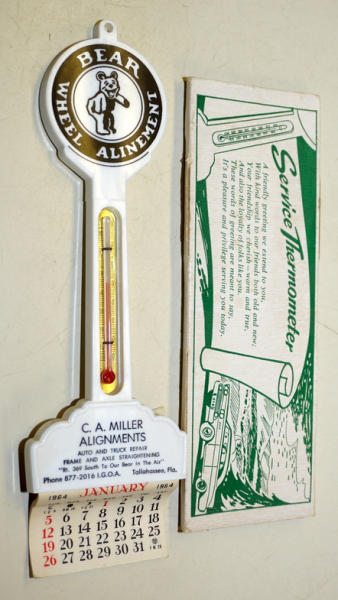 BEAR
WHEEL ALINEMENT
C. A. MILLER
ALIGNMENTS
AUTO AND TRUCK REPAIR
FRAME AND AXLE STRAIGHTENING
"Rt. 369 South To Our Bear In The Air"
Phone 877-2016 I.G.O.A. Tallahassee, Fla.
1964 JANUARY 1964
1 2 3 4
5 6 7 8 9 10 11
12 13 14 15 16 17 18
19 20 21 22 23 24 25
26 27 28 29 30 31
Service Thermometer
A friendly greeting we extend to you,
With kind words to our friends both old and new;
Your friendship we cherish—warm and true,
And also the loyalty of folks like you.
These words of greeting are meant to say,
It's a pleasure and privilege serving you today.